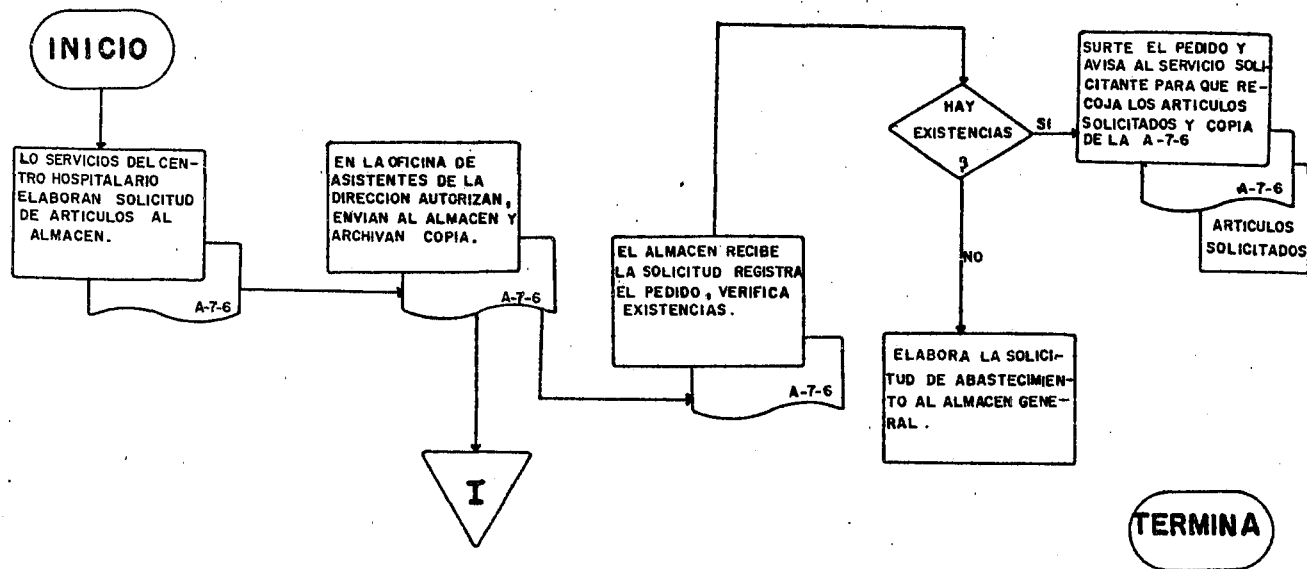 INICIO
LO SERVICIOS DEL CEN-
TRO HOSPITALARIO
ELABORAN SOLICITUD
DE ARTICULOS AL
ALMACEN.
A-7-6
EN LA OFICINA DE
ASISTENTES DE LA
DIRECCION AUTORIZAN,
ENVIAN AL ALMACEN Y
ARCHIVAN COPIA.
A-7-6
I
EL ALMACEN RECIBE
LA SOLICITUD REGISTRA
EL PEDIDO, VERIFICA
EXISTENCIAS.
A-7-6
HAY
EXISTENCIAS
?
SI
NO
SURTE EL PEDIDO Y
AVISA AL SERVICIO SOLI-
CITANTE PARA QUE RE-
COJA LOS ARTICULOS
SOLICITADOS Y COPIA
DE LA A-7-6
A-7-6
ARTICULOS
SOLICITADOS
ELABORA LA SOLICI-
TUD DE ABASTECIMIEN-
TO AL ALMACEN GENE-
RAL.
TERMINA